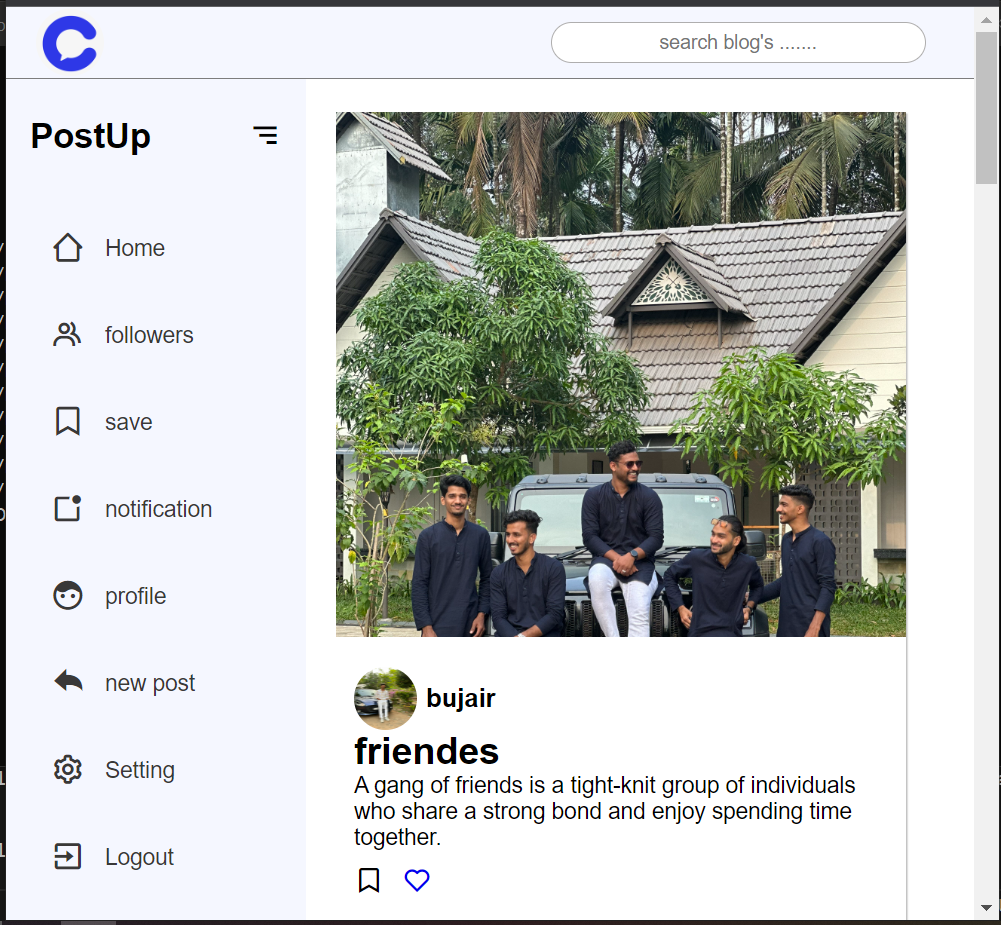 search blog's .......
PostUp
Home
followers
save
notification
profile
new post
Setting
Logout
bujair
friendes
A gang of friends is a tight-knit group of individuals
who share a strong bond and enjoy spending time
together.